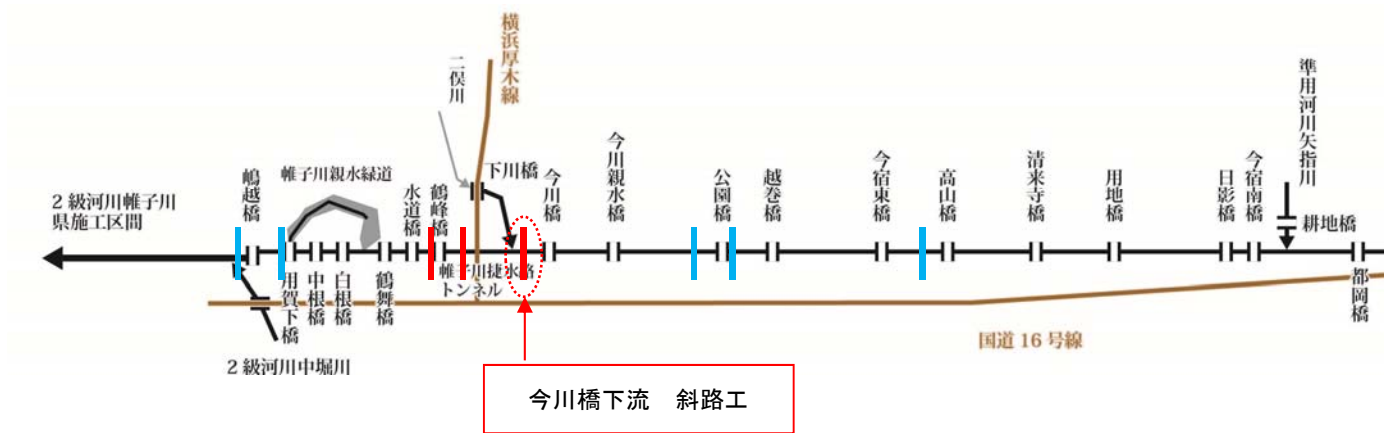 横浜厚木線
二俣川
準用河川矢指川
嶋越橋
帷子川親水緑道
水道橋
鶴峰橋
下川橋
今川橋
今川親水橋
公園橋
越巻橋
今宿東橋
高山橋
清来寺橋
用地橋
日影橋
今宿南橋
耕地橋
2級河川帷子川
県施工区間
用賀下橋
中根橋
白根橋
鶴舞橋
帷子川捷水路
トンネル
都岡橋
国道16号線
2級河川中堀川
今川橋下流　斜路工